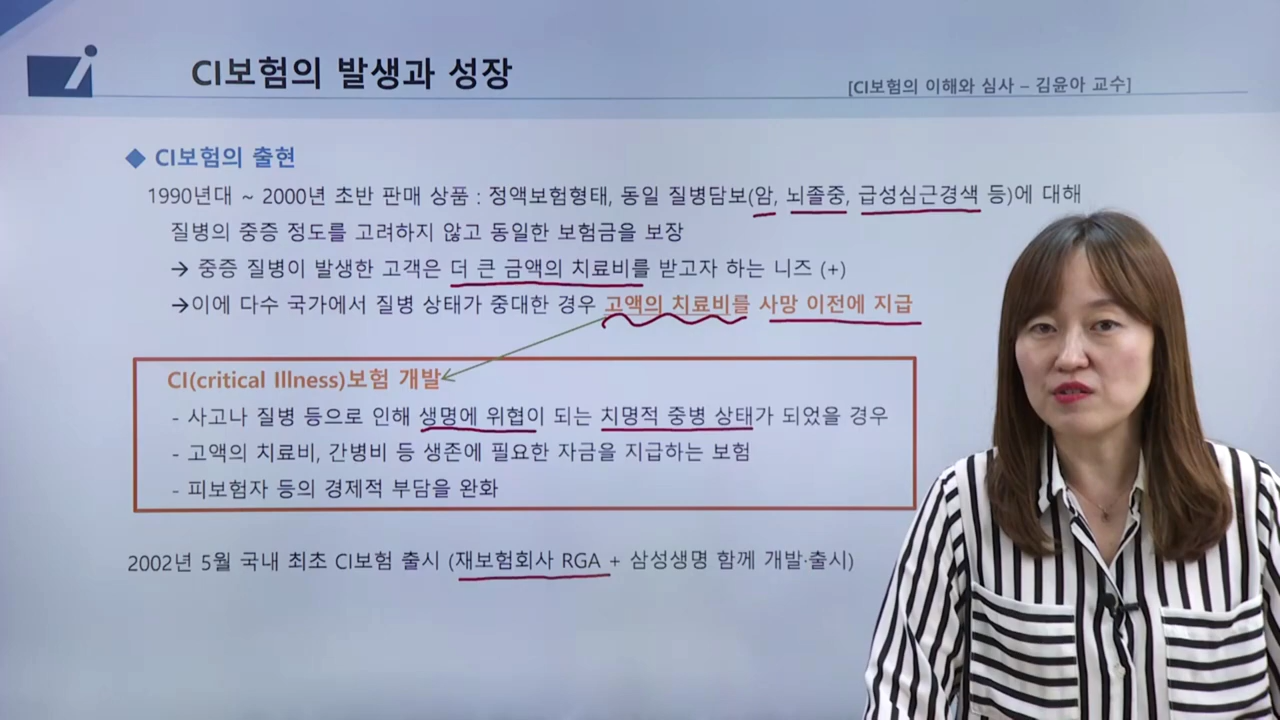 CI보험의 발생과 성장
[CI보험의 이해와 심사 – 김윤아 교수]
◆ CI보험의 출현
1990년대 ~ 2000년 초반 판매 상품 : 정액보험형태, 동일 질병담보(암, 뇌졸중, 급성심근경색 등)에 대해
질병의 중증 정도를 고려하지 않고 동일한 보험금을 보장
→ 중증 질병이 발생한 고객은 더 큰 금액의 치료비를 받고자 하는 니즈 (+)
→이에 다수 국가에서 질병 상태가 중대한 경우 고액의 치료비를 사망 이전에 지급
CI(critical Illness)보험 개발
- 사고나 질병 등으로 인해 생명에 위협이 되는 치명적 중병 상태가 되었을 경우
- 고액의 치료비, 간병비 등 생존에 필요한 자금을 지급하는 보험
- 피보험자 등의 경제적 부담을 완화
2002년 5월 국내 최초 CI보험 출시 (재보험회사 RGA + 삼성생명 함께 개발·출시)